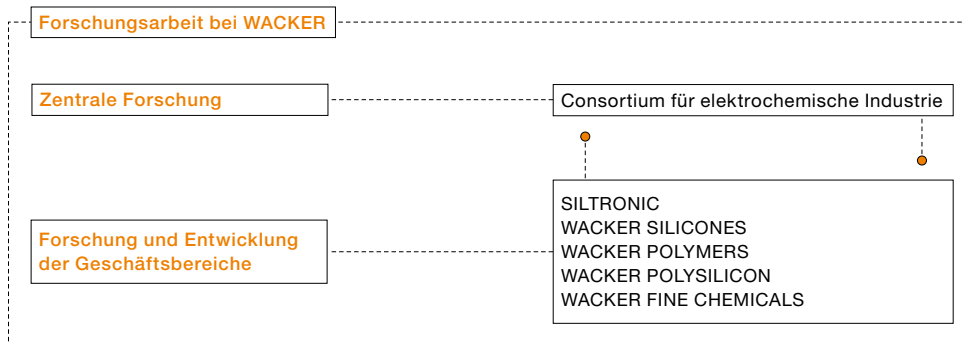 Forschungsarbeit bei WACKER
Zentrale Forschung
Consortium für elektrochemische Industrie
Forschung und Entwicklung
der Geschäftsbereiche
SILTRONIC
WACKER SILICONES
WACKER POLYMERS
WACKER POLYSILICON
WACKER FINE CHEMICALS